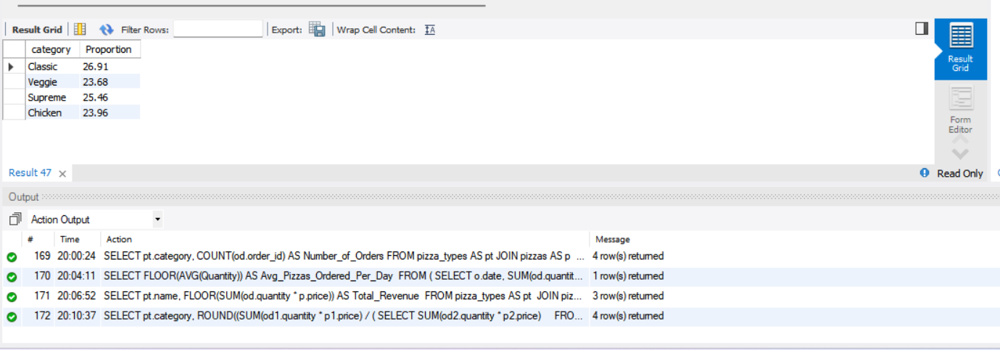 Result Grid Filter Rows: Export: Wrap Cell Content: IA
category Proportion
Classic 26.91
Veggie 23.68
Supreme 25.46
Chicken 23.96
Result
Grid
Form
Editor
Result 47 × Read Only
Output
Action Output
# Time Action Message
169 20:00:24 SELECT pt.category, COUNT(od.order_id) AS Number_of_Orders FROM pizza_types AS pt JOIN pizzas AS p ... 4 row(s) returned
170 20:04:11 SELECT FLOOR(AVG(Quantity)) AS Avg_Pizzas_Ordered_Per_Day FROM ( SELECT o.date, SUM(od.quantit... 1 row(s) returned
171 20:06:52 SELECT pt.name, FLOOR(SUM(od.quantity * p.price)) AS Total_Revenue FROM pizza_types AS pt JOIN piz... 3 row(s) returned
172 20:10:37 SELECT pt.category, ROUND((SUM(od1.quantity * p1.price) / ( SELECT SUM(od2.quantity * p2.price) FRO... 4 row(s) returned